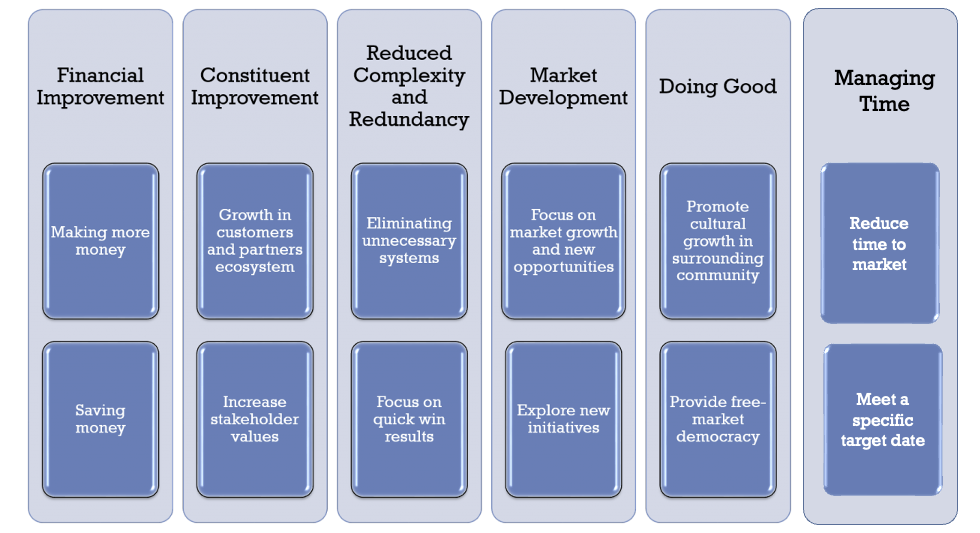 Financial
Improvement
Making more
money
Saving
money
Constituent
Improvement
Growth in
customers
and partners
ecosystem
Increase
stakeholder
values
Reduced
Complexity
and
Redundancy
Eliminating
unnecessary
systems
Focus on
quick win
results
Market
Development
Focus on
market growth
and new
opportunities
Explore new
initiatives
Doing Good
Promote
cultural
growth in
surrounding
community
Provide free-
market
democracy
Managing
Time
Reduce
time to
market
Meet a
specific
target date